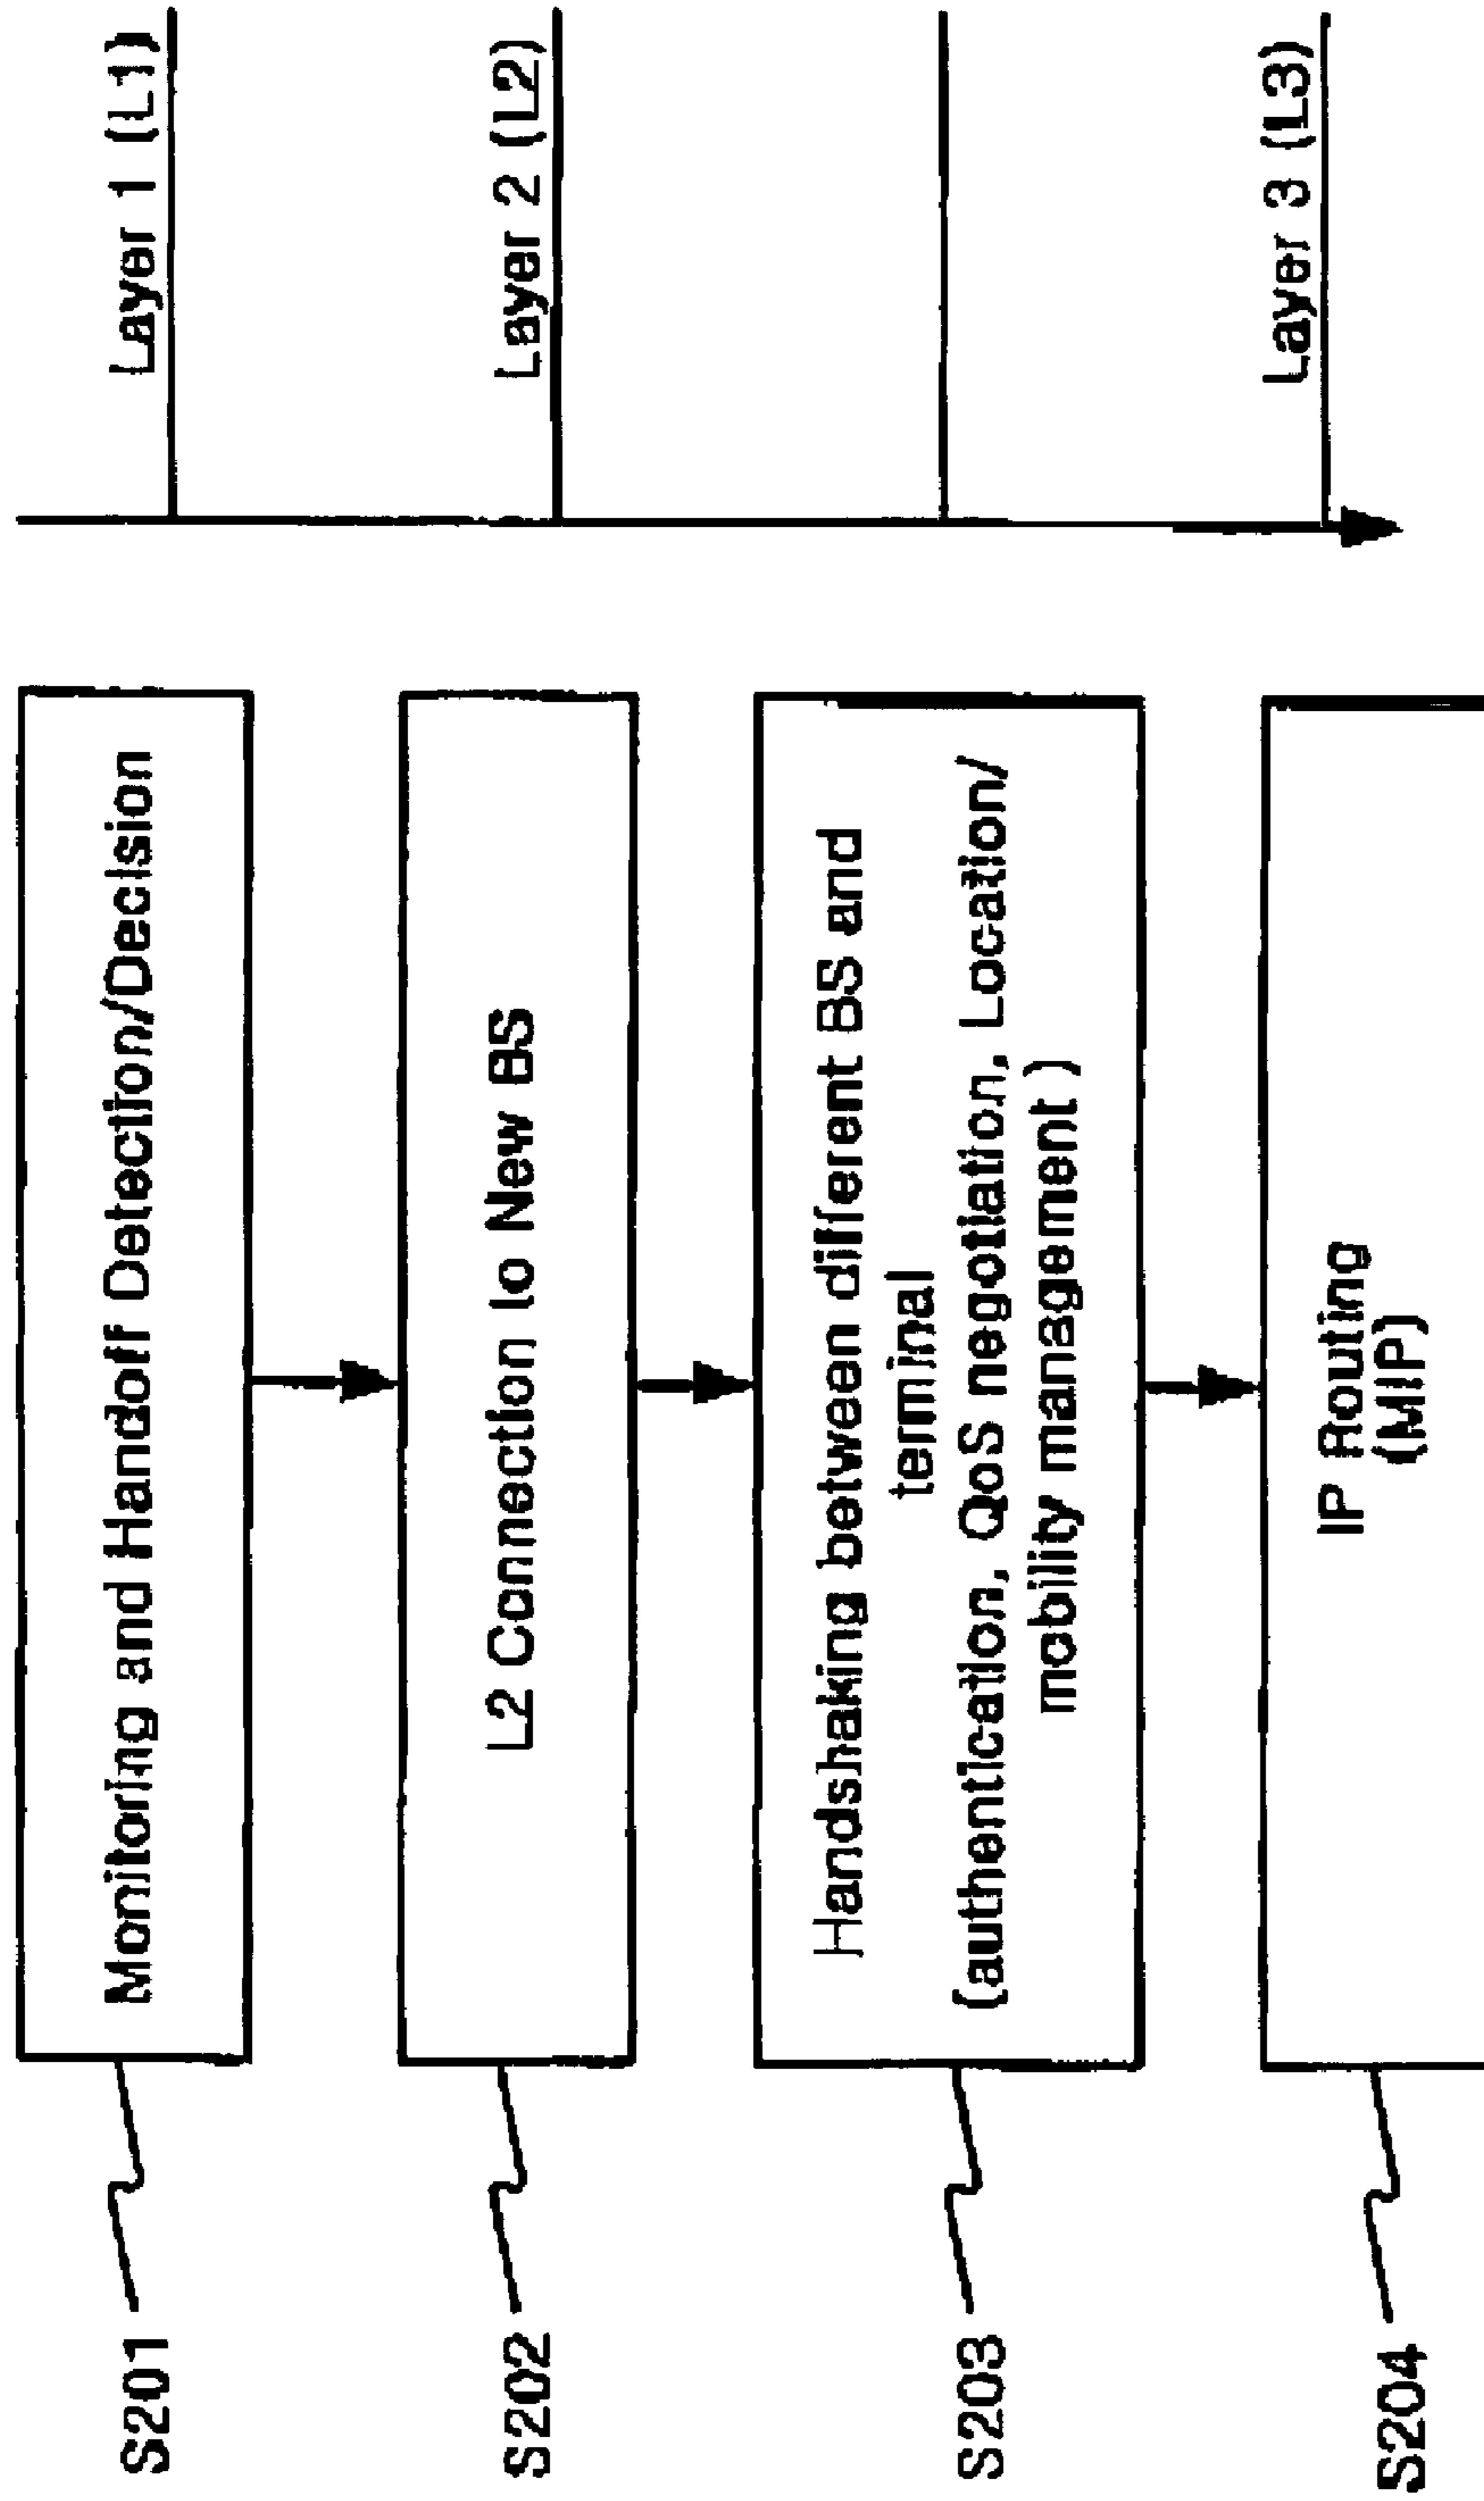 S201
Monitoring and Handoff Detection/Decision
Layer 1 (L1)
S202
L2 Connection to New BS
Layer 2 (L2)
S203
Handshaking between different BS and
terminal
(authentication, QoS negotiation, Location/
mobility management )
S204
IP Routing
(MIP)
Layer 3 (L3)